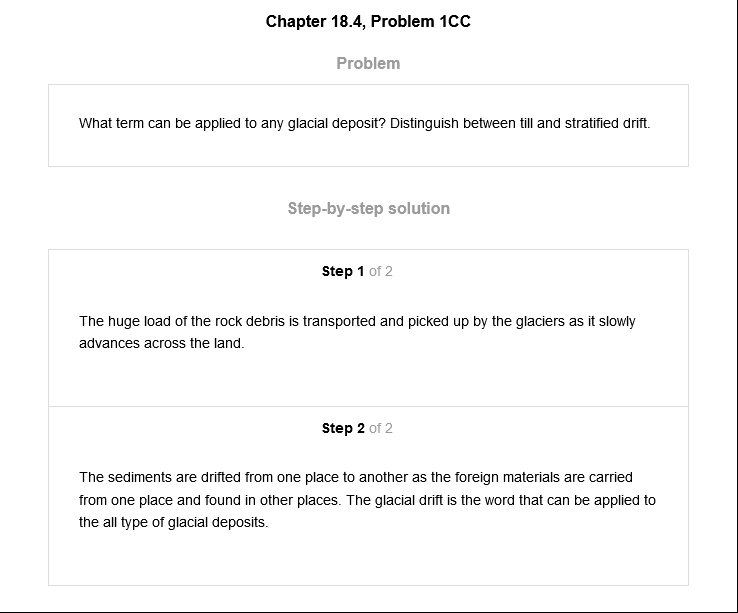 Chapter 18.4, Problem 1CC
Problem
What term can be applied to any glacial deposit? Distinguish between till and stratified drift.
Step-by-step solution
Step 1 of 2
The huge load of the rock debris is transported and picked up by the glaciers as it slowly
advances across the land.
Step 2 of 2
The sediments are drifted from one place to another as the foreign materials are carried
from one place and found in other places. The glacial drift is the word that can be applied to
the all type of glacial deposits.